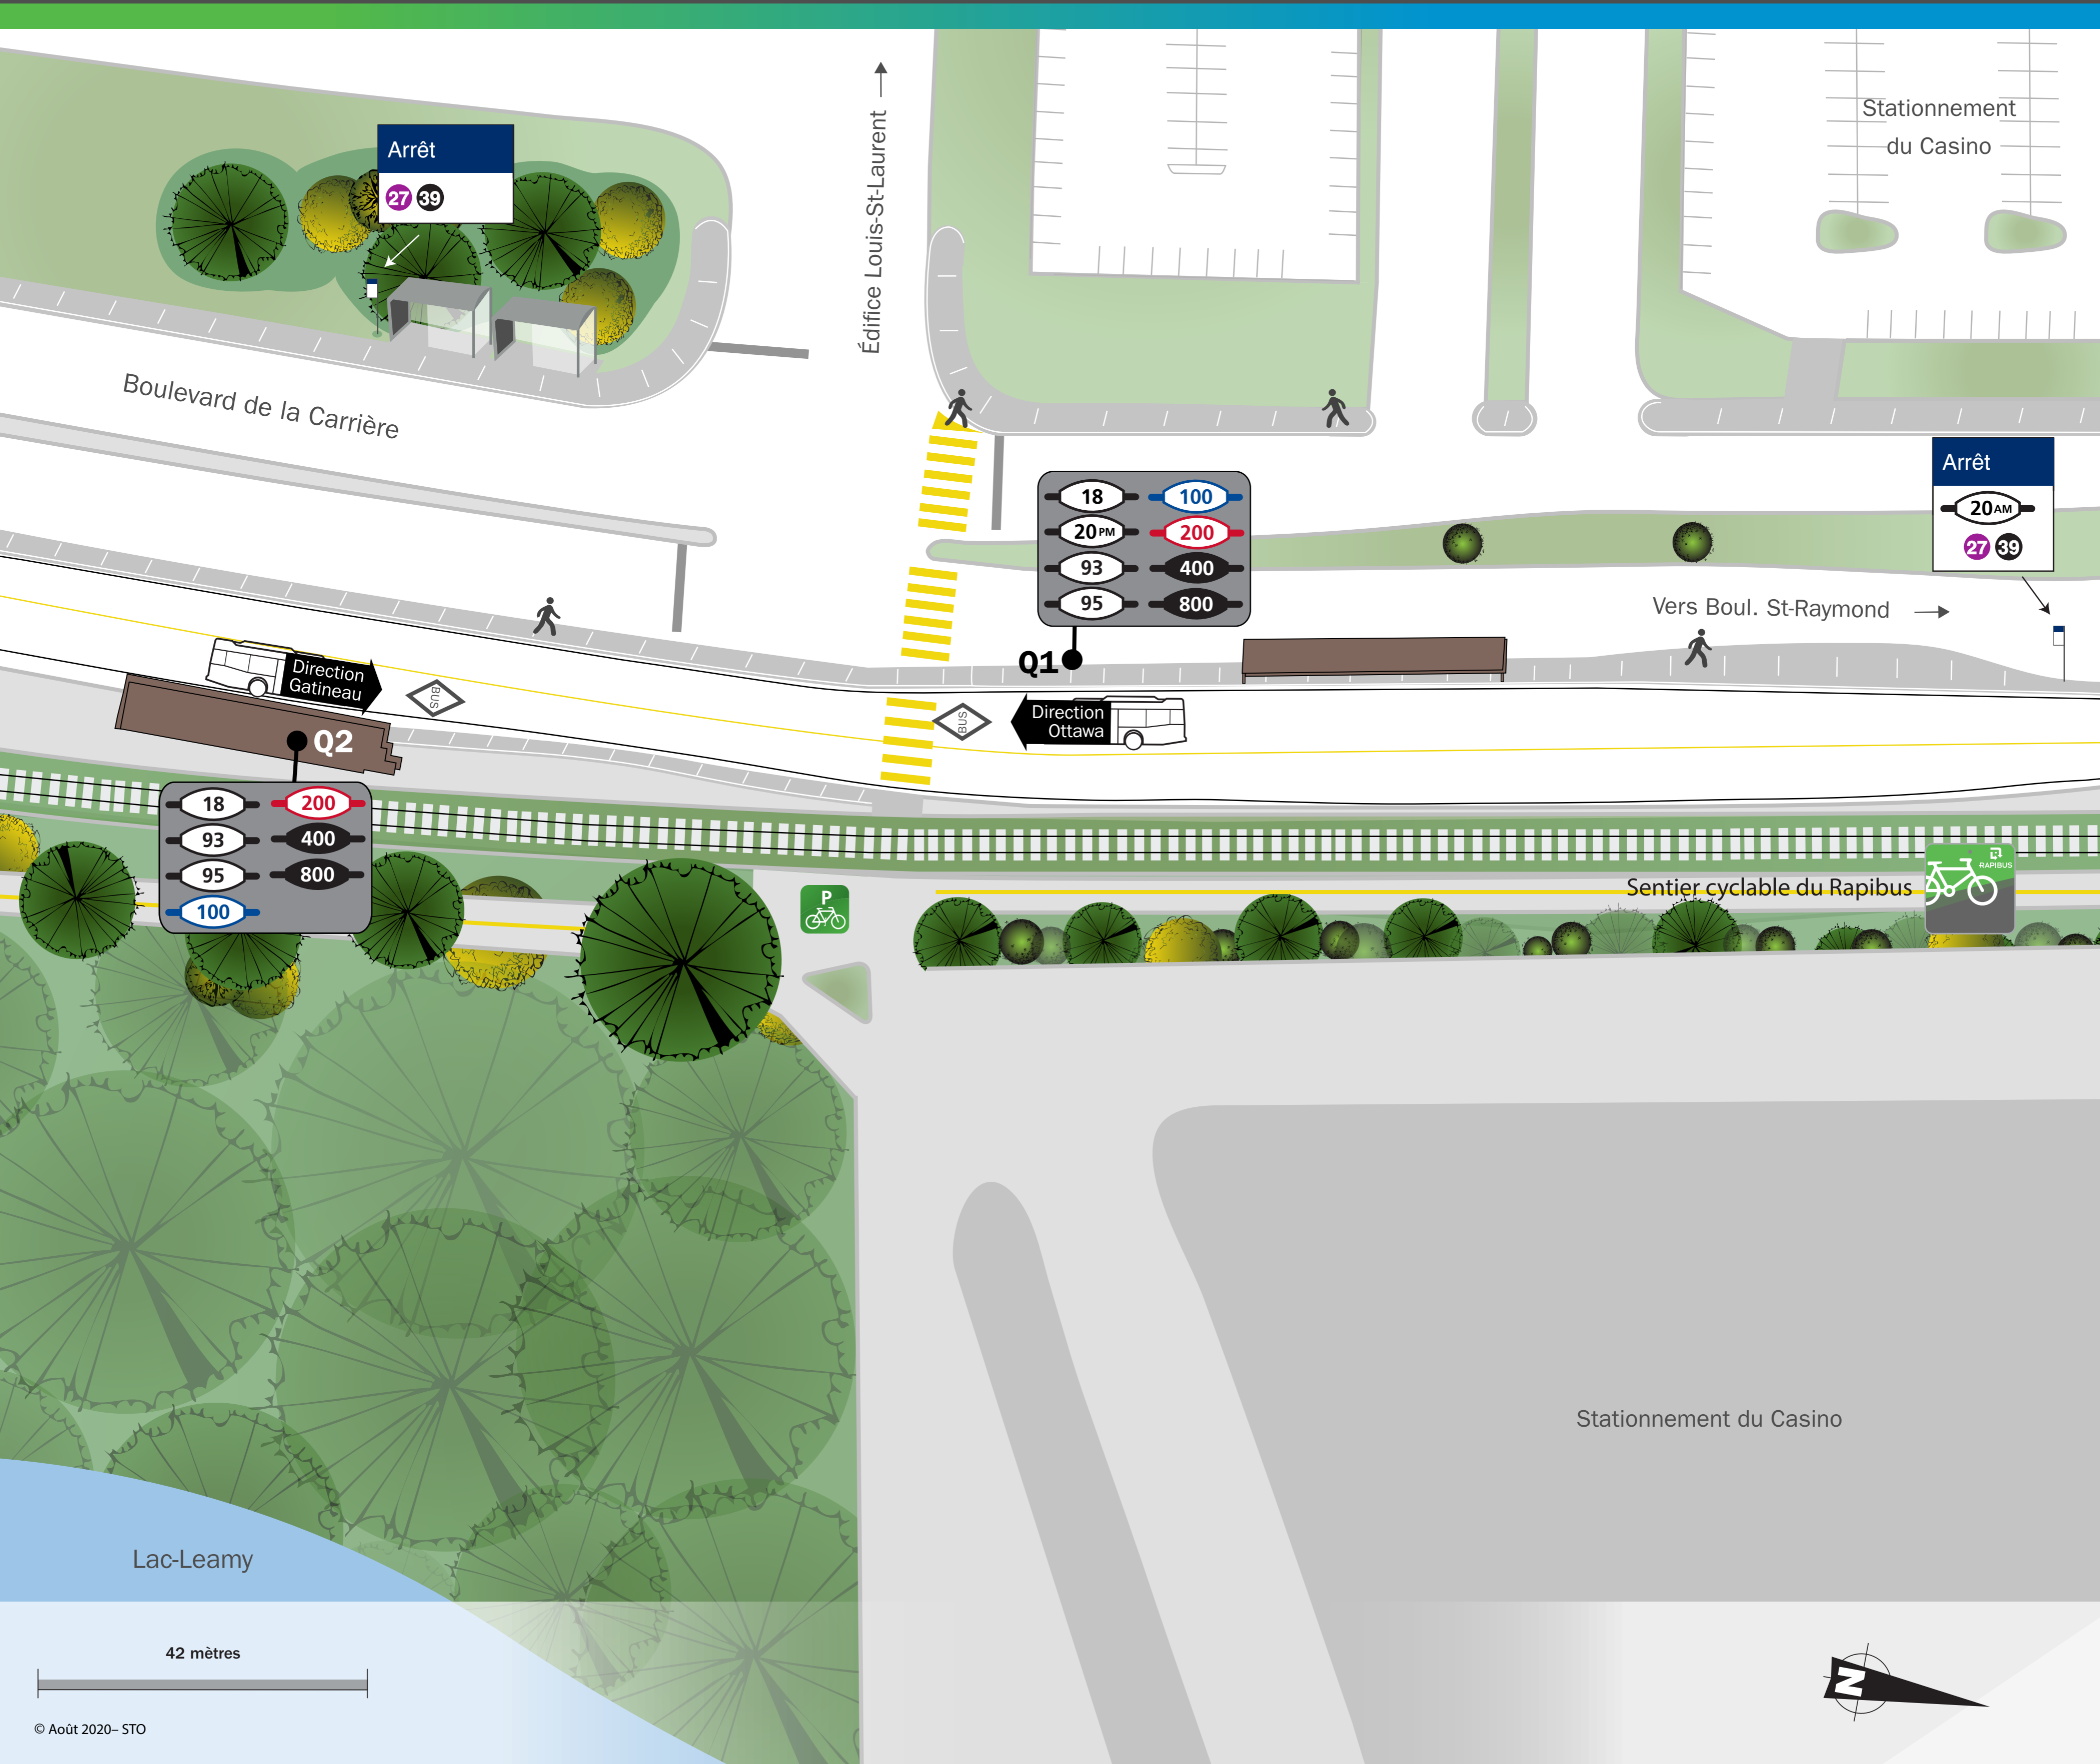 Stationnement
du Casino
Édifice Louis-St-Laurent
Arrêt
27 39
Boulevard de la Carrière
18 100
20PM 200
93 400
95 800
Q1
Arrêt
20AM
27 39
Vers Boul. St-Raymond
Direction
Gatineau
BUS
BUS
Direction
Ottawa
Q2
18 200
93 400
95 800
100
P
RAPIBUS
Sentier cyclable du Rapibus
Stationnement du Casino
Lac-Leamy
42 mètres
N
© Août 2020– STO